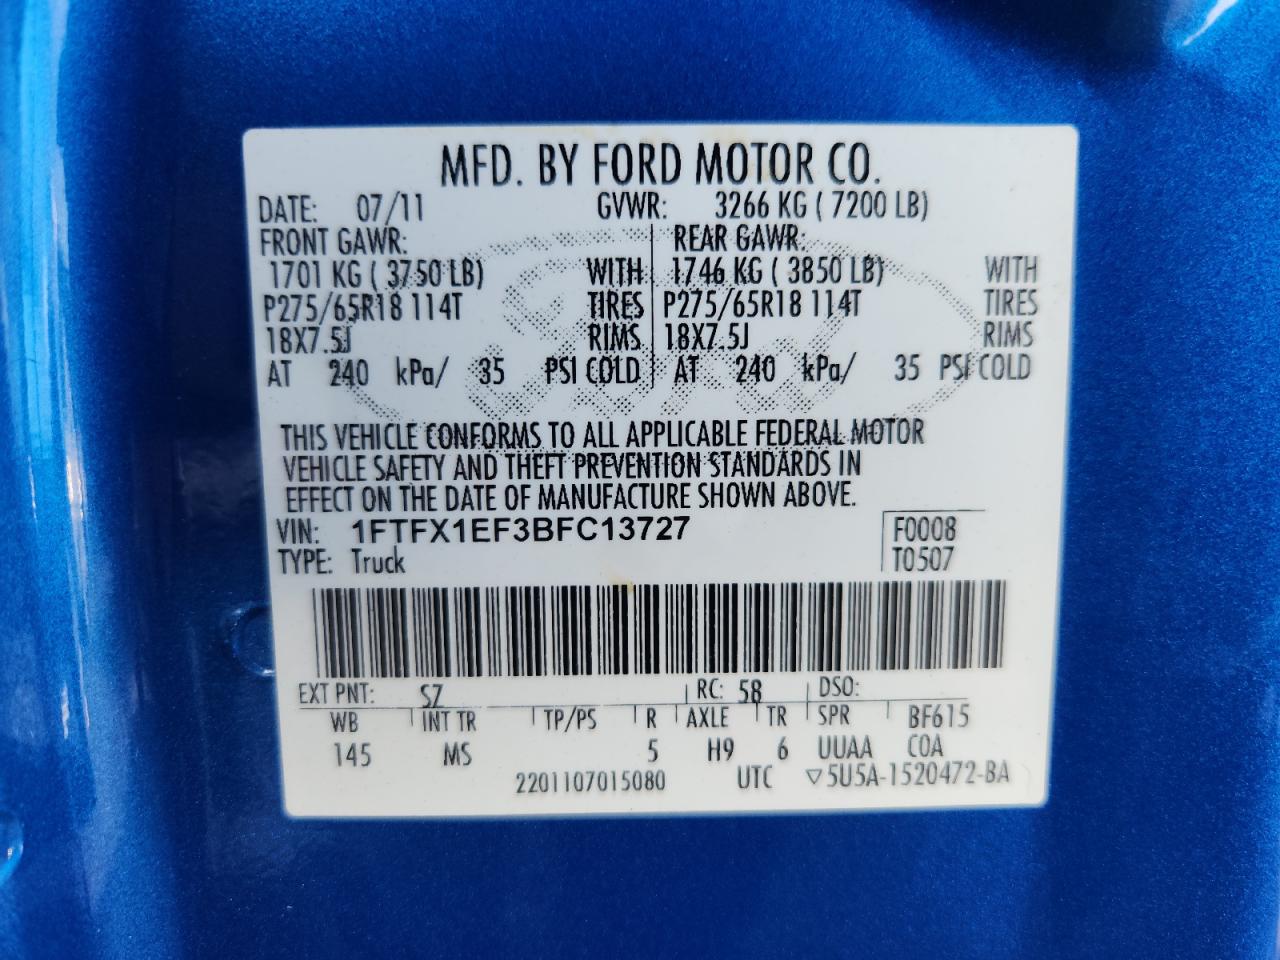 MFD. BY FORD MOTOR CO.
DATE: 07/11 GVWR: 3266 KG ( 7200 LB)
FRONT GAWR: REAR GAWR:
1701 KG ( 3750 LB) WITH 1746 KG ( 3850 LB) WITH
P275/65R18 114T TIRES P275/65R18 114T TIRES
18X7.5J RIMS 18X7.5J RIMS
AT 240 kPa/ 35 PSI COLD AT 240 kPa/ 35 PSI COLD
THIS VEHICLE CONFORMS TO ALL APPLICABLE FEDERAL MOTOR
VEHICLE SAFETY AND THEFT PREVENTION STANDARDS IN
EFFECT ON THE DATE OF MANUFACTURE SHOWN ABOVE.
VIN: 1FTFX1EF3BFC13727 F0008
TYPE: Truck T0507
EXT PNT: SZ RC: 58 DSO:
WB INT TR TP/PS R AXLE TR SPR BF615
145 MS 5 H9 6 UUAA COA
2201107015080 UTC ▽5U5A-1520472-BA